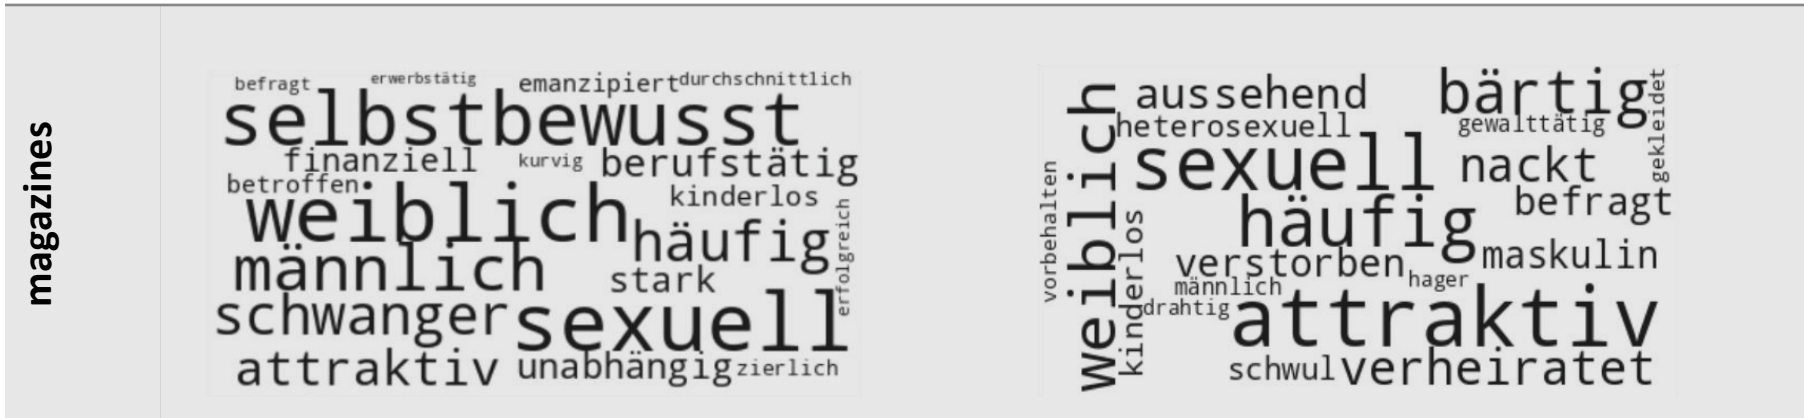 magazines
befragt erwerbstätig emanzipiert durchschnittlich
selbstbewusst
finanziell kurvig berufstätig
betroffen kinderlos
weiblich häufig erfolgreich
männlich stark
schwanger sexuell
attraktiv unabhängig zierlich
weiblich aussehend bärtig gekleidet
heterosexuell gewalttätig
sexuell nackt
vorbehalten kinderlos häufig befragt
verstorben maskulin
männlich hager
drahtig attraktiv
schwul verheiratet